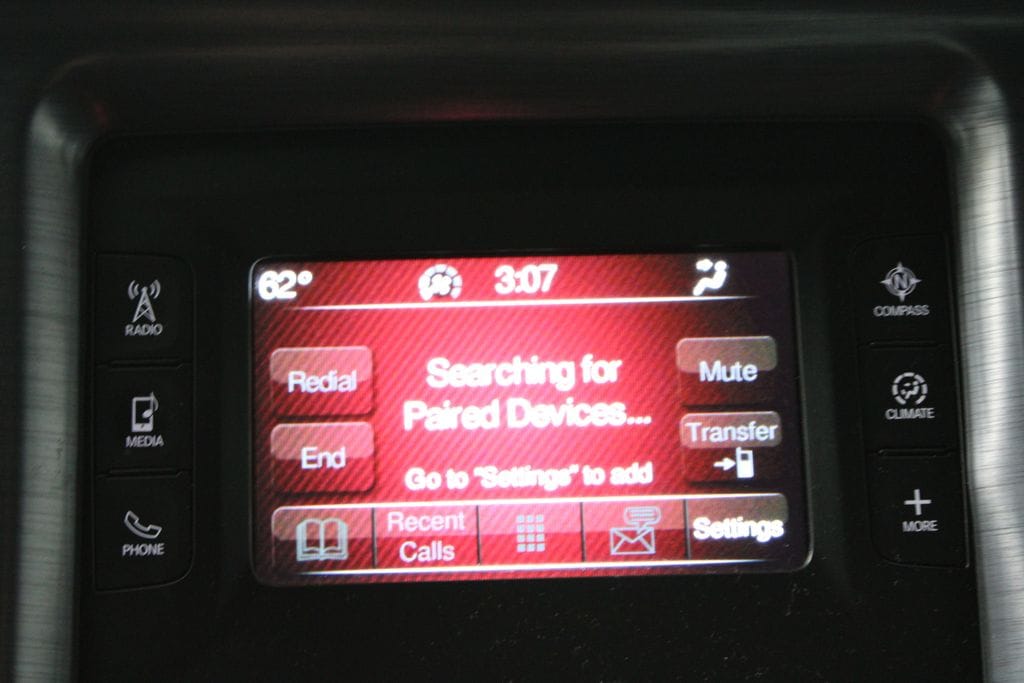 62°
3:07
RADIO
MEDIA
PHONE
Redial
End
Searching for
Paired Devices...
Go to "Settings" to add
Mute
Transfer
Recent
Calls
Settings
N
COMPASS
CLIMATE
MORE